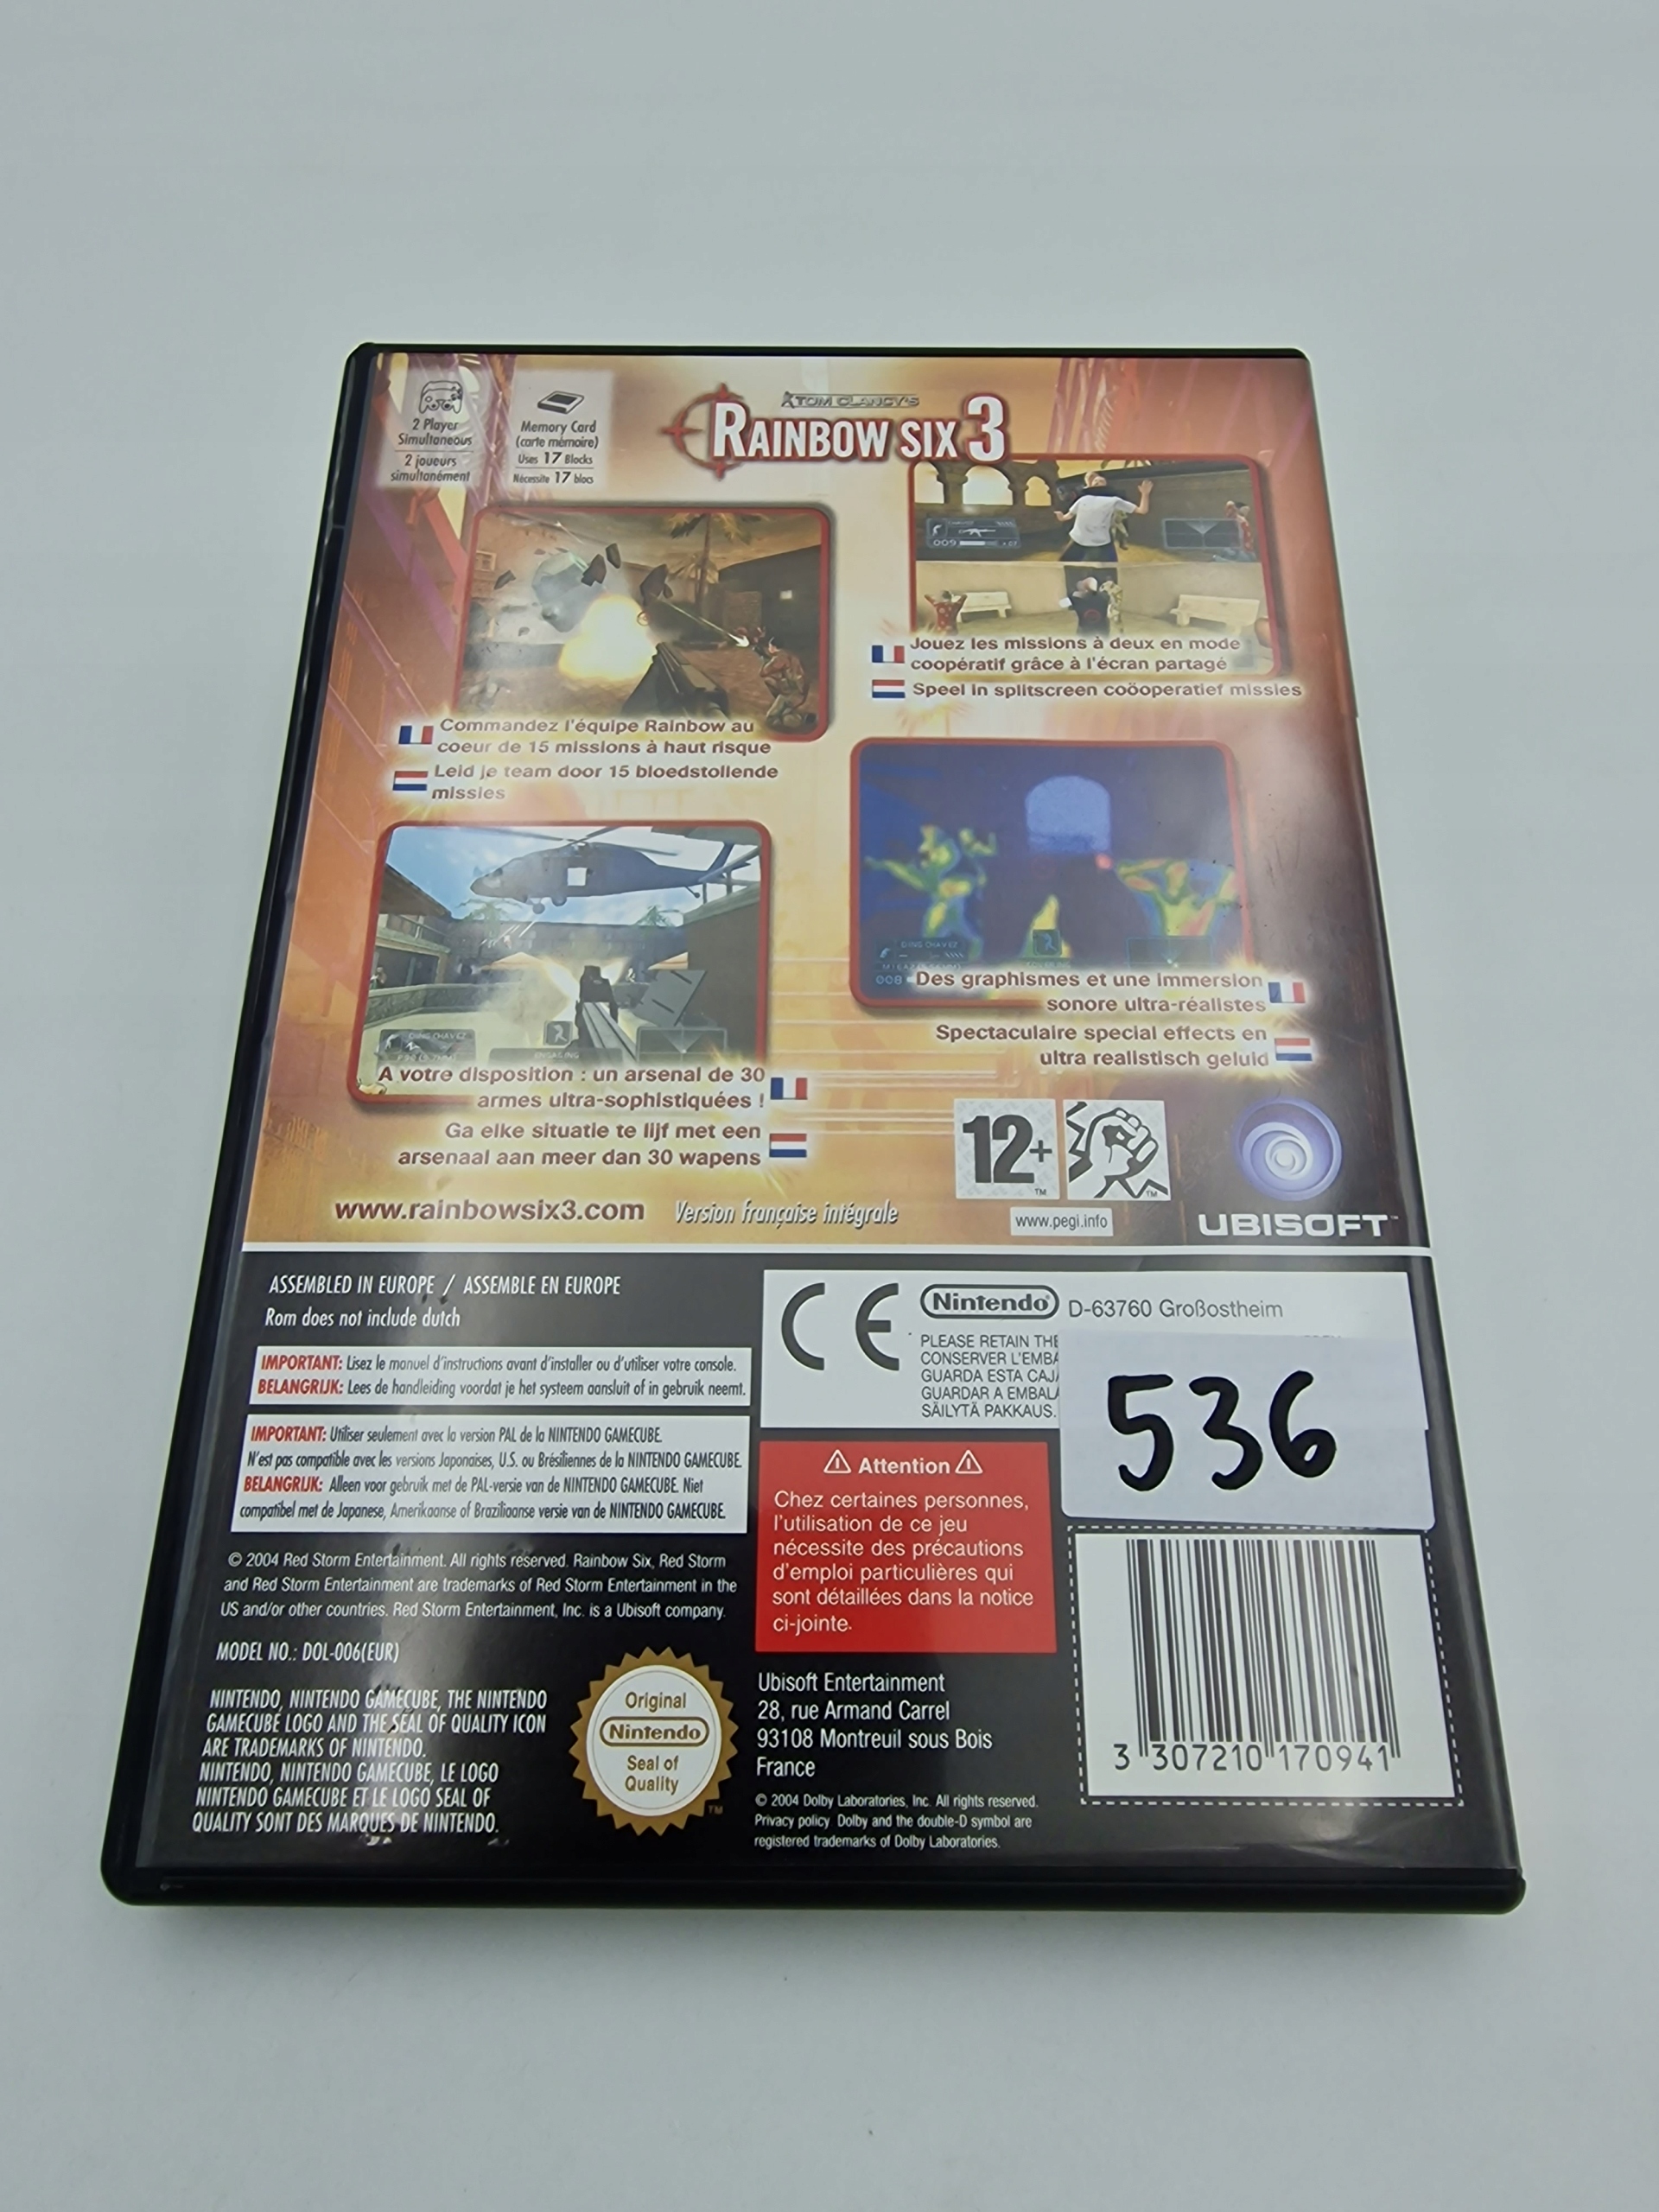 2 Player
Simultaneous
2 joueurs
simultanément
Memory Card
(carte mémoire)
Uses 17 Blocks
Nécessite 17 blocs
TOM CLANCY'S
RAINBOW SIX 3
Jouez les missions à deux en mode
coopératif grâce à l'écran partagé
Speel in splitscreen coöoperatief missies
Commandez l'équipe Rainbow au
coeur de 15 missions à haut risque
Leid je team door 15 bloedstollende
missies
DING CHAVEZ
008
Des graphismes et une immersion
sonore ultra-réalistes
Spectaculaire special effects en
ultra realistisch geluid
DING CHAVEZ
ENGAGING
A votre disposition : un arsenal de 30
armes ultra-sophistiquées !
Ga elke situatie te lijf met een
arsenaal aan meer dan 30 wapens
12+
www.pegi.info
UBISOFT
www.rainbowsix3.com
Version française intégrale
ASSEMBLED IN EUROPE / ASSEMBLE EN EUROPE
Rom does not include dutch
IMPORTANT: Lisez le manuel d'instructions avant d'installer ou d'utiliser votre console.
BELANGRIJK: Lees de handleiding voordat je het systeem aansluit of in gebruik neemt.
IMPORTANT: Utiliser seulement avec la version PAL de la NINTENDO GAMECUBE.
N'est pas compatible avec les versions Japonaises, U.S. ou Brésiliennes de la NINTENDO GAMECUBE.
BELANGRIJK: Alleen voor gebruik met de PAL-versie van de NINTENDO GAMECUBE. Niet
compatibel met de Japanese, Amerikaanse of Braziliaanse versie van de NINTENDO GAMECUBE.
© 2004 Red Storm Entertainment. All rights reserved. Rainbow Six, Red Storm
and Red Storm Entertainment are trademarks of Red Storm Entertainment in the
US and/or other countries. Red Storm Entertainment, Inc. is a Ubisoft company.
MODEL NO.: DOL-006(EUR)
NINTENDO, NINTENDO GAMECUBE, THE NINTENDO
GAMECUBE LOGO AND THE SEAL OF QUALITY ICON
ARE TRADEMARKS OF NINTENDO.
NINTENDO, NINTENDO GAMECUBE, LE LOGO
NINTENDO GAMECUBE ET LE LOGO SEAL OF
QUALITY SONT DES MARQUES DE NINTENDO.
Original
Nintendo
Seal of
Quality
TM
CE
Nintendo D-63760 Großostheim
PLEASE RETAIN THE
CONSERVER L'EMBA
GUARDA ESTA CAJ
GUARDAR A EMBALA
SÄILYTÄ PAKKAUS.
536
Attention
Chez certaines personnes,
l'utilisation de ce jeu
nécessite des précautions
d'emploi particulières qui
sont détaillées dans la notice
ci-jointe.
Ubisoft Entertainment
28, rue Armand Carrel
93108 Montreuil sous Bois
France
© 2004 Dolby Laboratories, Inc. All rights reserved.
Privacy policy Dolby and the double-D symbol are
registered trademarks of Dolby Laboratories.
3 307210 170941